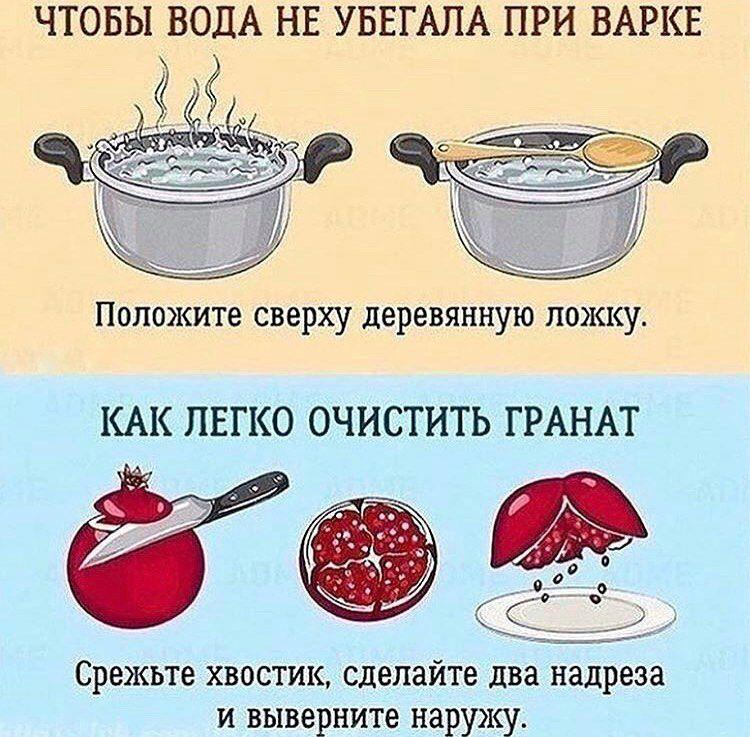 ЧТОБЫ ВОДА НЕ УБЕГАЛА ПРИ ВАРКЕ
Положите сверху деревянную ложку.
КАК ЛЕГКО ОЧИСТИТЬ ГРАНАТ
Срежьте хвостик, сделайте два надреза
и выверните наружу.